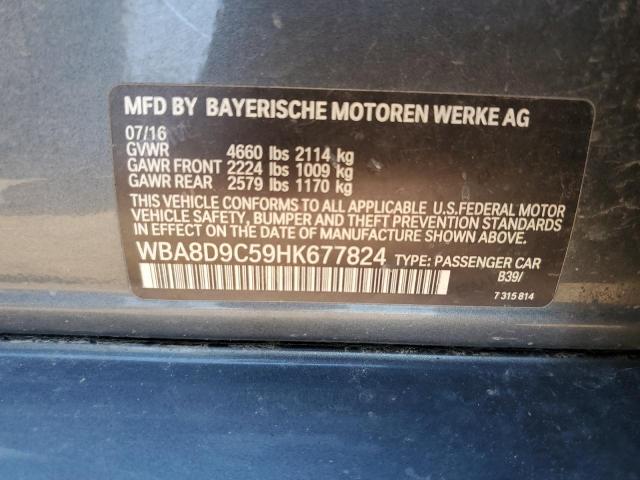 MFD BY BAYERISCHE MOTOREN WERKE AG
07/16
GVWR 4660 lbs 2114 kg
GAWR FRONT 2224 lbs 1009 kg
GAWR REAR 2579 lbs 1170 kg
THIS VEHICLE CONFORMS TO ALL APPLICABLE U.S.FEDERAL MOTOR
VEHICLE SAFETY, BUMPER AND THEFT PREVENTION STANDARDS
IN EFFECT ON THE DATE OF MANUFACTURE SHOWN ABOVE.
WBA8D9C59HK677824 TYPE: PASSENGER CAR
B39/
7 315 814